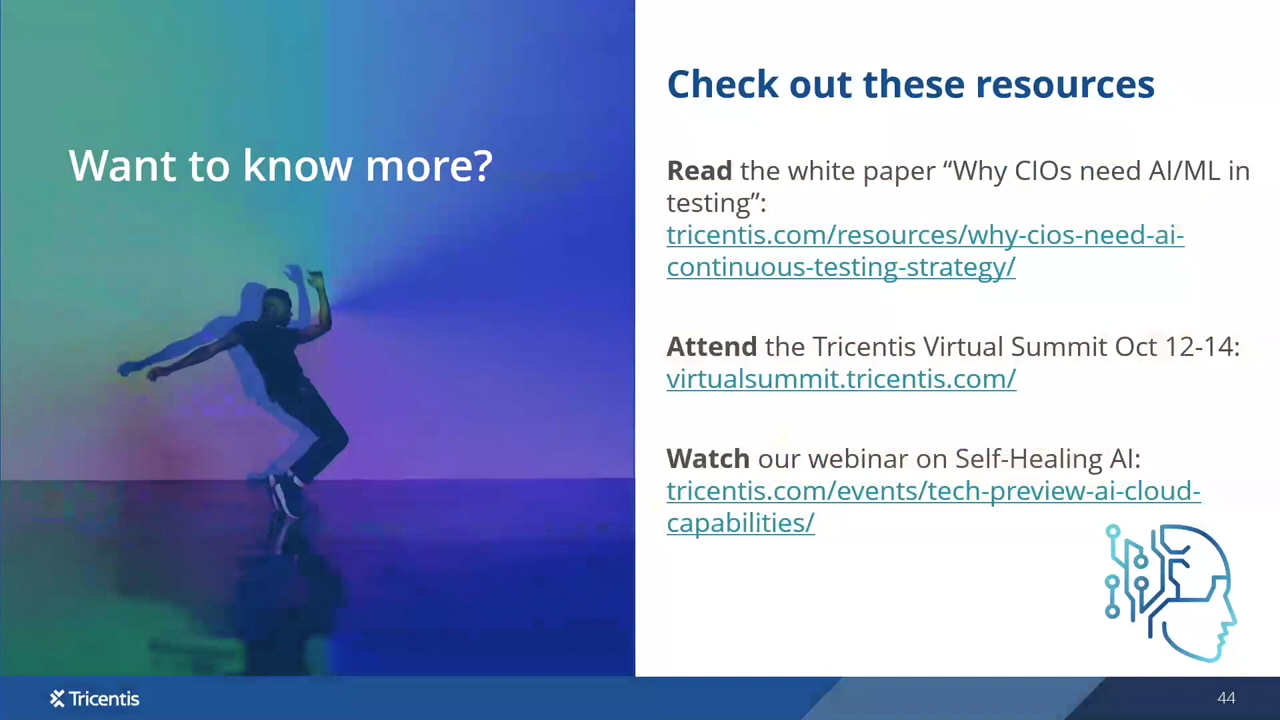 Want to know more?
Check out these resources
Read the white paper “Why CIOs need AI/ML in
testing”:
tricentis.com/resources/why-cios-need-ai-
continuous-testing-strategy/
Attend the Tricentis Virtual Summit Oct 12-14:
virtualsummit.tricentis.com/
Watch our webinar on Self-Healing AI:
tricentis.com/events/tech-preview-ai-cloud-
capabilities/
Tricentis
44